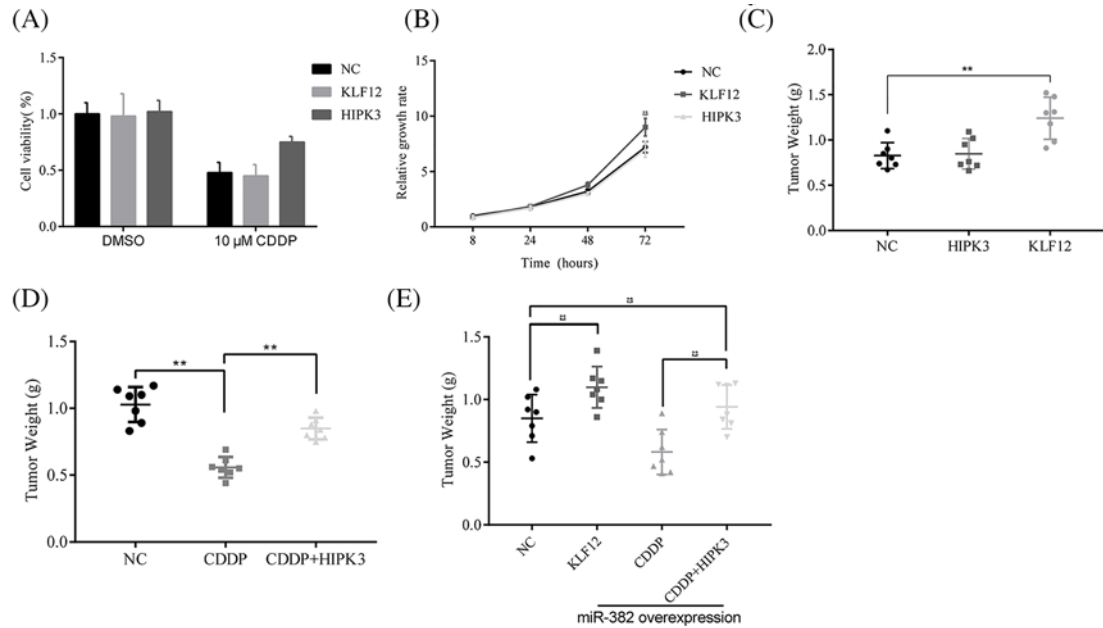 (A)
Cell viability( %)
1.5
1.0
0.5
0.0
DMSO
10 μM CDDP
NC
KLF12
HIPK3
(B)
Relative growth rate
15
10
5
0
8
24
48
72
Time (hours)
NC
KLF12
HIPK3
¤
(C)
Tumor Weight (g)
2.0
1.5
1.0
0.5
0.0
**
NC
HIPK3
KLF12
(D)
Tumor Weight (g)
1.5
1.0
0.5
0.0
**
**
NC
CDDP
CDDP+HIPK3
(E)
Tumor Weight (g)
1.5
1.0
0.5
0.0
¤
¤
¤
NC
KLF12
CDDP
CDDP+HIPK3
miR-382 overexpression